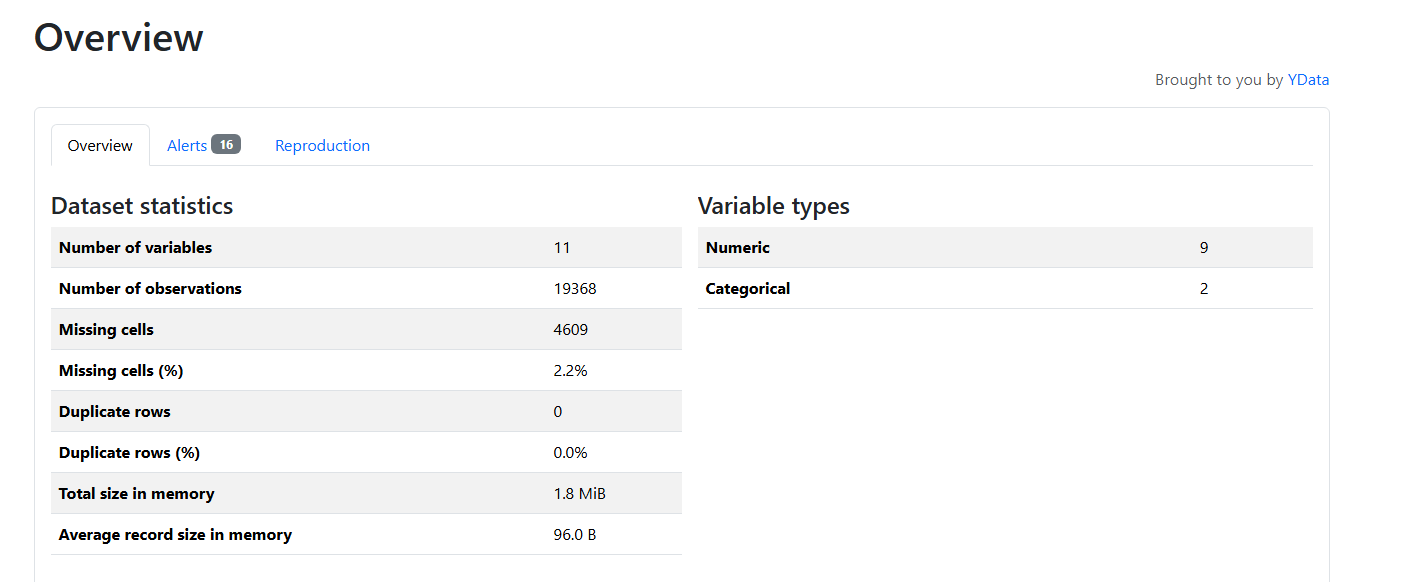 Overview
Brought to you by YData
Overview Alerts 16 Reproduction
Dataset statistics
Number of variables 11
Number of observations 19368
Missing cells 4609
Missing cells (%) 2.2%
Duplicate rows 0
Duplicate rows (%) 0.0%
Total size in memory 1.8 MiB
Average record size in memory 96.0 B
Variable types
Numeric 9
Categorical 2